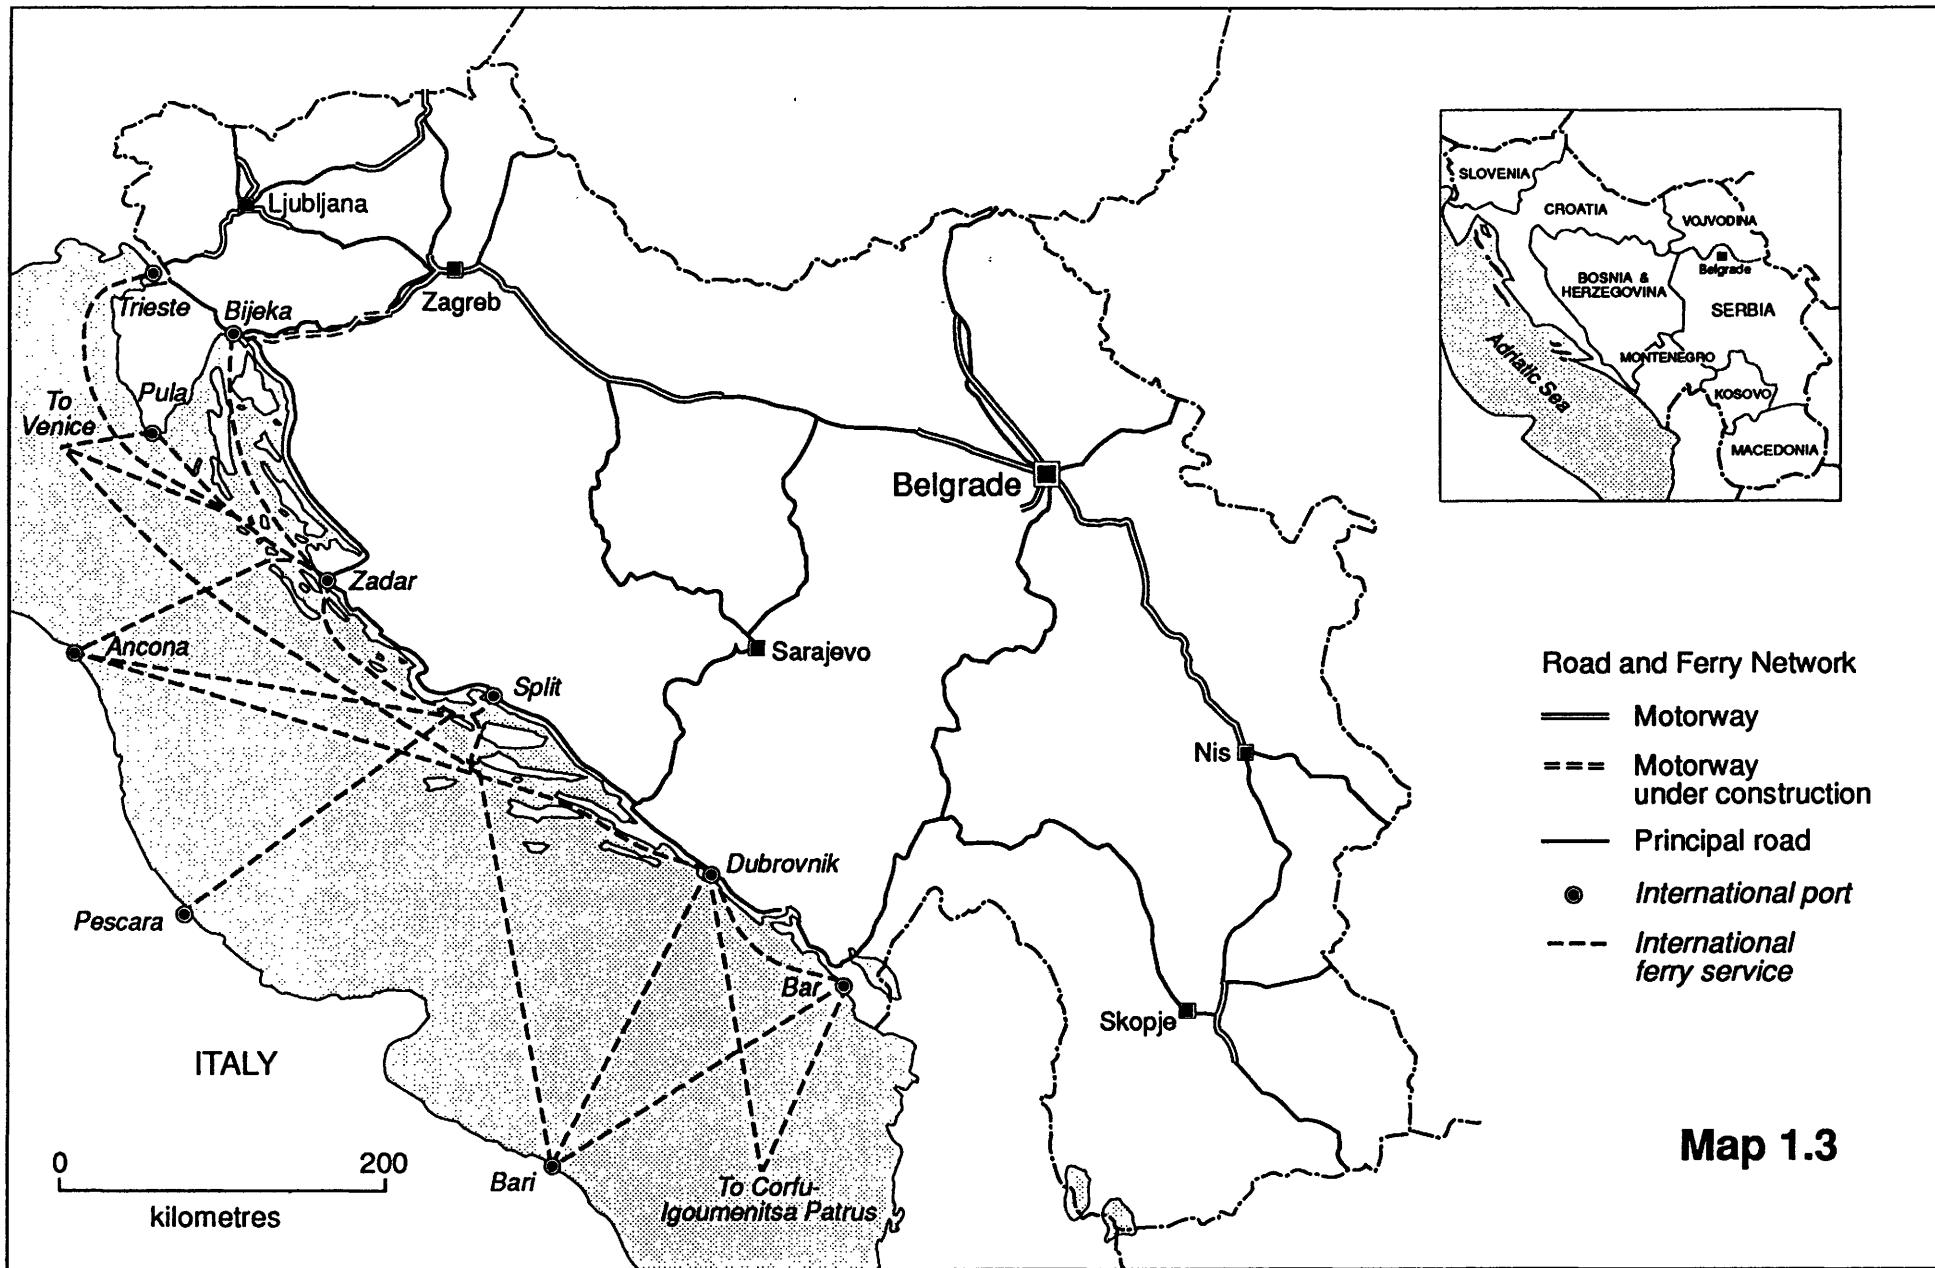 Ljubljana
Zagreb
Trieste
Bijeka
Pula
To
Venice
Zadar
Ancona
Split
Sarajevo
Belgrade
Nis
Pescara
Dubrovnik
Bar
Skopje
ITALY
Bari
To Corfu-
Igoumenitsa Patrus
0 200
kilometres
SLOVENIA
CROATIA
VOJVODINA
Belgrade
BOSNIA &
HERZEGOVINA
SERBIA
MONTENEGRO
KOSOVO
MACEDONIA
Adriatic Sea
Road and Ferry Network
Motorway
Motorway
under construction
Principal road
International port
International
ferry service
Map 1.3